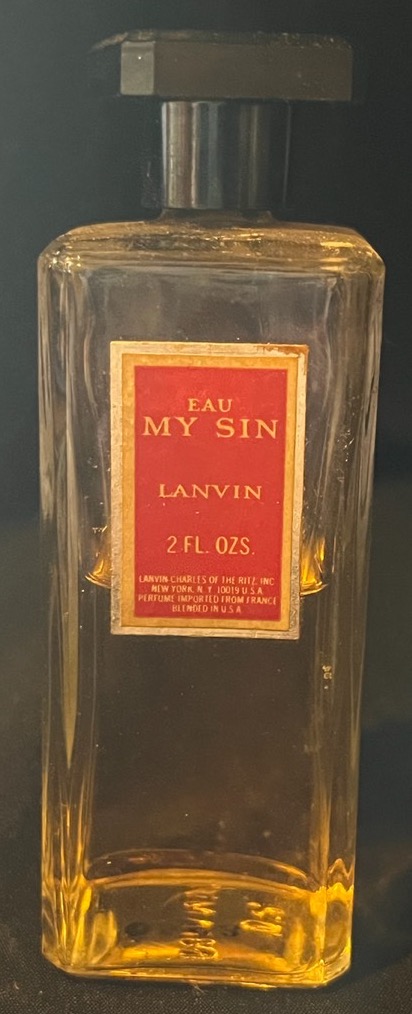 EAU
MY SIN
LANVIN
2 FL. OZS.
LANVIN-CHARLES OF THE RITZ, INC
NEW YORK, N. Y. 10019 U.S.A.
PERFUME IMPORTED FROM FRANCE
BLENDED IN U.S.A.